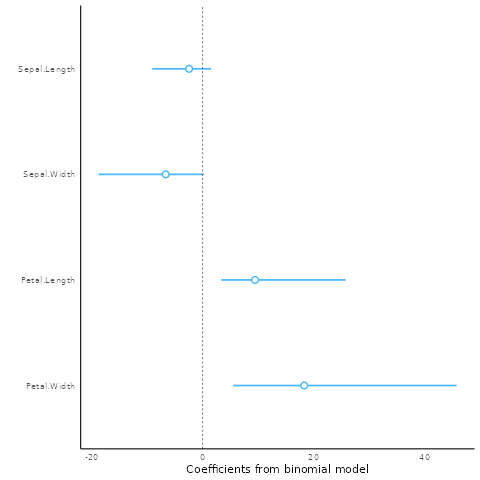 Sepal.Length
Sepal.Width
Petal.Length
Petal.Width
-20 0 20 40
Coefficients from binomial model